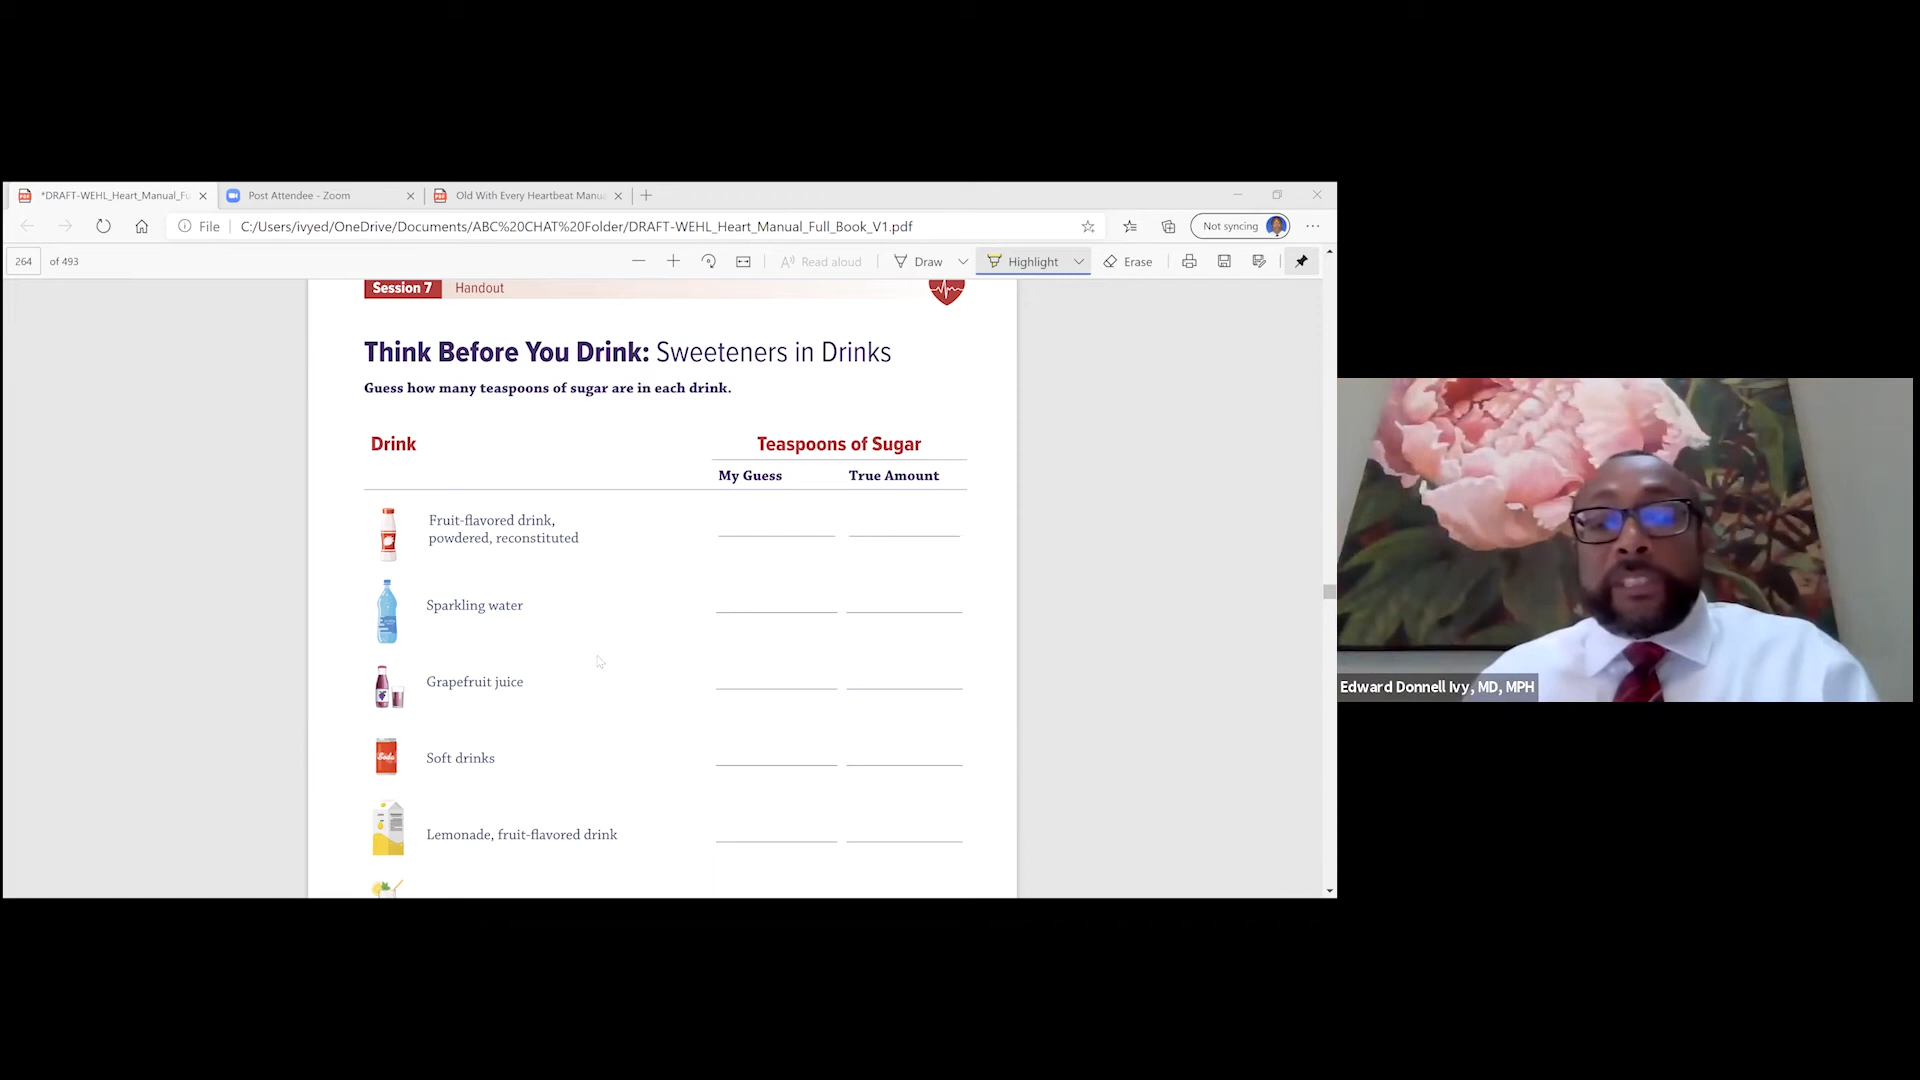 *DRAFT-WEHL_Heart_Manual_Fu
Post Attendee - Zoom
Old With Every Heartbeat Manua
File
C:/Users/ivyed/OneDrive/Documents/ABC%20CHAT%20Folder/DRAFT-WEHL_Heart_Manual_Full_Book_V1.pdf
Not syncing
264 of 493
Read aloud
Draw
Highlight
Erase
Session 7 Handout
Think Before You Drink: Sweeteners in Drinks
Guess how many teaspoons of sugar are in each drink.
Drink
Teaspoons of Sugar
My Guess
True Amount
Fruit-flavored drink,
powdered, reconstituted
Sparkling water
Grapefruit juice
Soft drinks
Lemonade, fruit-flavored drink
Edward Donnell Ivy, MD, MPH